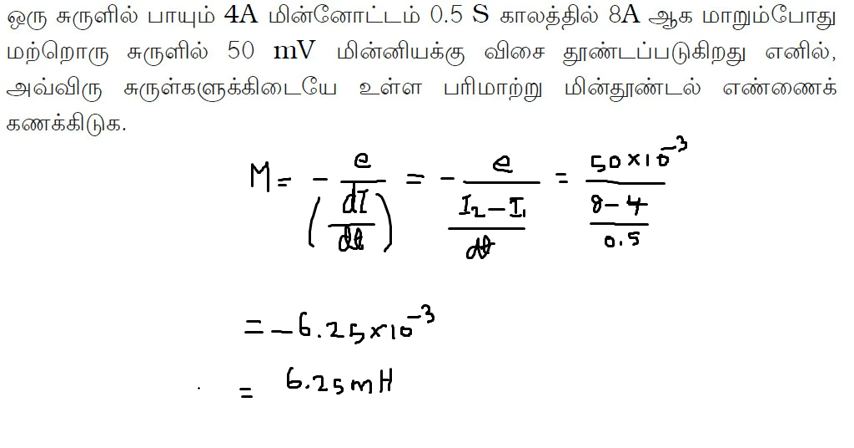 ஒரு சுருளில் பாயும் 4A மின்னோட்டம் 0.5 S காலத்தில் 8A ஆக மாறும்போது
மற்றொரு சுருளில் 50 mV மின்னியக்கு விசை தூண்டப்படுகிறது எனில்,
அவ்விரு சுருள்களுக்கிடையே உள்ள பரிமாற்று மின்தூண்டல் எண்ணைக்
கணக்கிடுக.
M = - e / (dI/dt) = - e / ((I₂ - I₁)/dt) = 50×10⁻³ / ((8-4)/0.5)
= -6.25×10⁻³
= 6.25mH